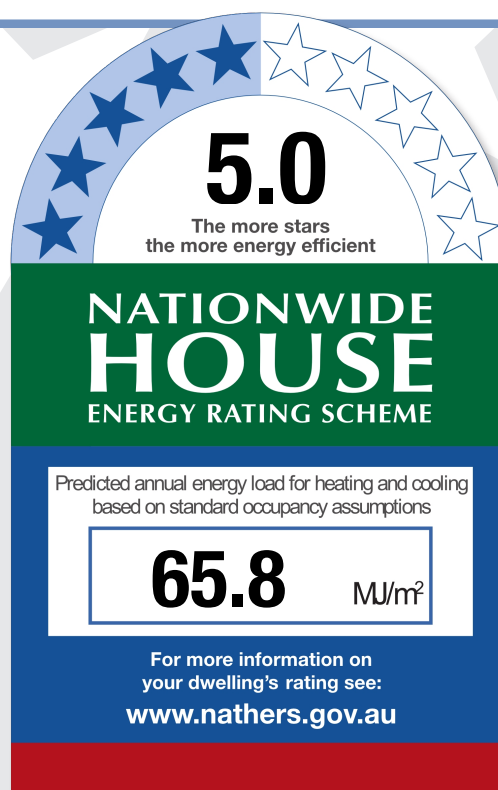 5.0
The more stars
the more energy efficient
NATIONWIDE
HOUSE
ENERGY RATING SCHEME
Predicted annual energy load for heating and cooling
based on standard occupancy assumptions
65.8 MJ/m²
For more information on
your dwelling's rating see:
www.nathers.gov.au